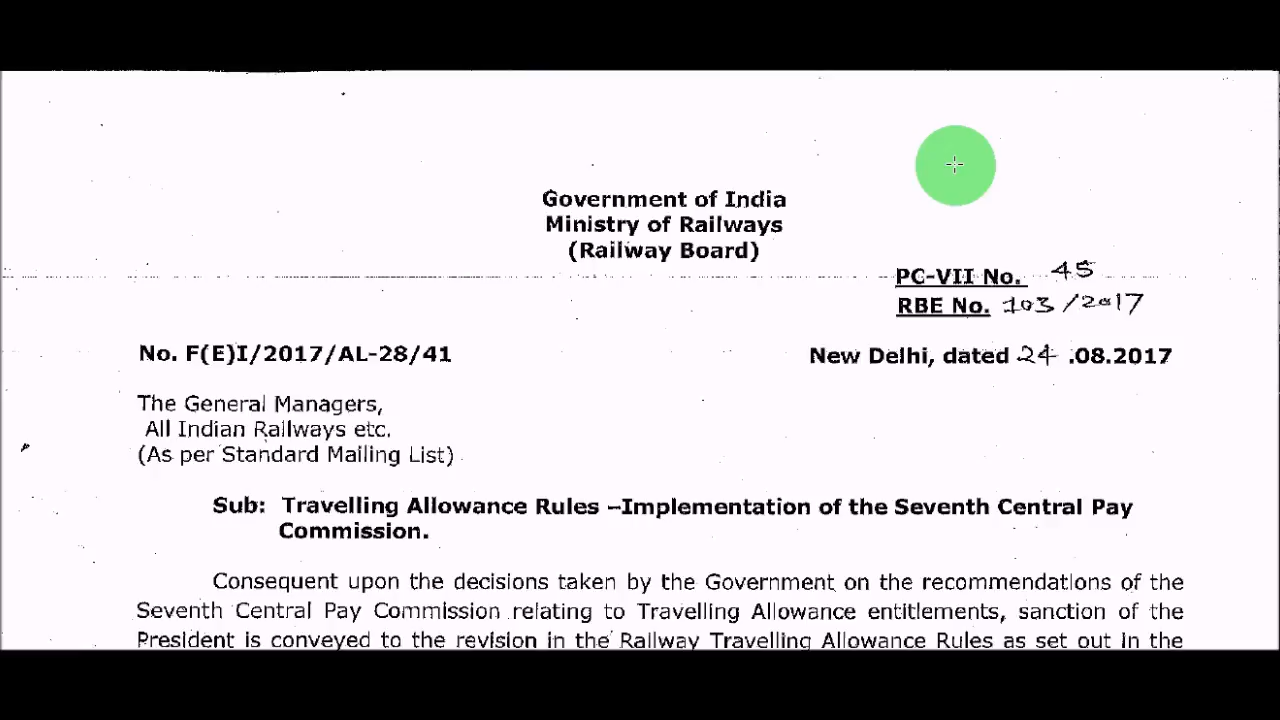 Government of India
Ministry of Railways
(Railway Board)
PC-VII No. 45
RBE No. 103/2017
No. F(E)I/2017/AL-28/41
New Delhi, dated 24 .08.2017
The General Managers,
All Indian Railways etc.
(As per Standard Mailing List)
Sub: Travelling Allowance Rules –Implementation of the Seventh Central Pay
Commission.
Consequent upon the decisions taken by the Government on the recommendations of the
Seventh Central Pay Commission relating to Travelling Allowance entitlements, sanction of the
President is conveyed to the revision in the Railway Travelling Allowance Rules as set out in the